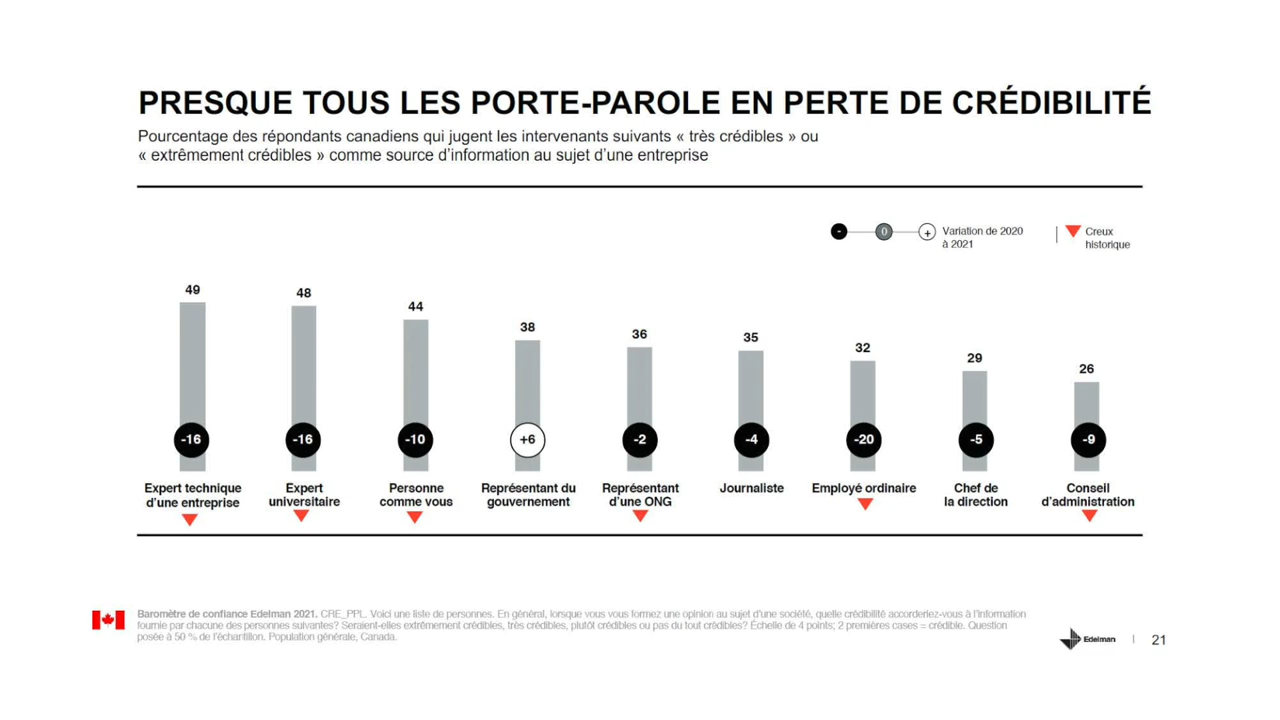 PRESQUE TOUS LES PORTE-PAROLE EN PERTE DE CRÉDIBILITÉ
Pourcentage des répondants canadiens qui jugent les intervenants suivants « très crédibles » ou
« extrêmement crédibles » comme source d'information au sujet d'une entreprise
- 0 + Variation de 2020
à 2021
Creux
historique
49 48 44 38 36 35 32 29 26
-16 -16 -10 +6 -2 -4 -20 -5 -9
Expert technique
d'une entreprise
Expert
universitaire
Personne
comme vous
Représentant du
gouvernement
Représentant
d'une ONG
Journaliste
Employé ordinaire
Chef de
la direction
Conseil
d'administration
Baromètre de confiance Edelman 2021. CRE_PPL. Voici une liste de personnes. En général, lorsque vous vous formez une opinion au sujet d'une société, quelle crédibilité accorderiez-vous à l'information
fournie par chacune des personnes suivantes? Seraient-elles extrêmement crédibles, très crédibles, plutôt crédibles ou pas du tout crédibles? Échelle de 4 points; 2 premières cases = crédible. Question
posée à 50 % de l'échantillon. Population générale, Canada.
Edelman | 21